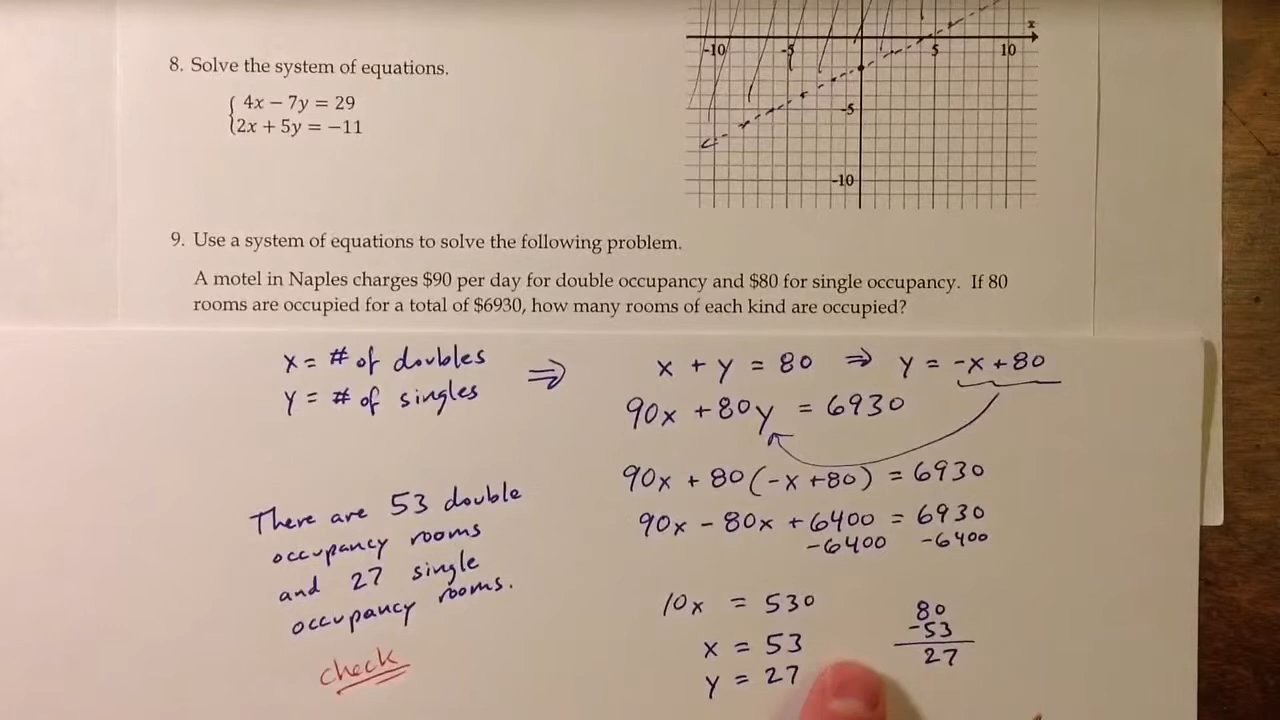 8. Solve the system of equations.
4x − 7y = 29
2x + 5y = −11
x
-10 -5 5 10
-5
-10
9. Use a system of equations to solve the following problem.
A motel in Naples charges $90 per day for double occupancy and $80 for single occupancy. If 80
rooms are occupied for a total of $6930, how many rooms of each kind are occupied?
x = # of doubles
y = # of singles
⇒
x + y = 80 ⇒ y = -x + 80
90x + 80y = 6930
90x + 80(-x + 80) = 6930
90x - 80x + 6400 = 6930
-6400 -6400
10x = 530
x = 53
y = 27
80
-53
27
There are 53 double
occupancy rooms
and 27 single
occupancy rooms.
check